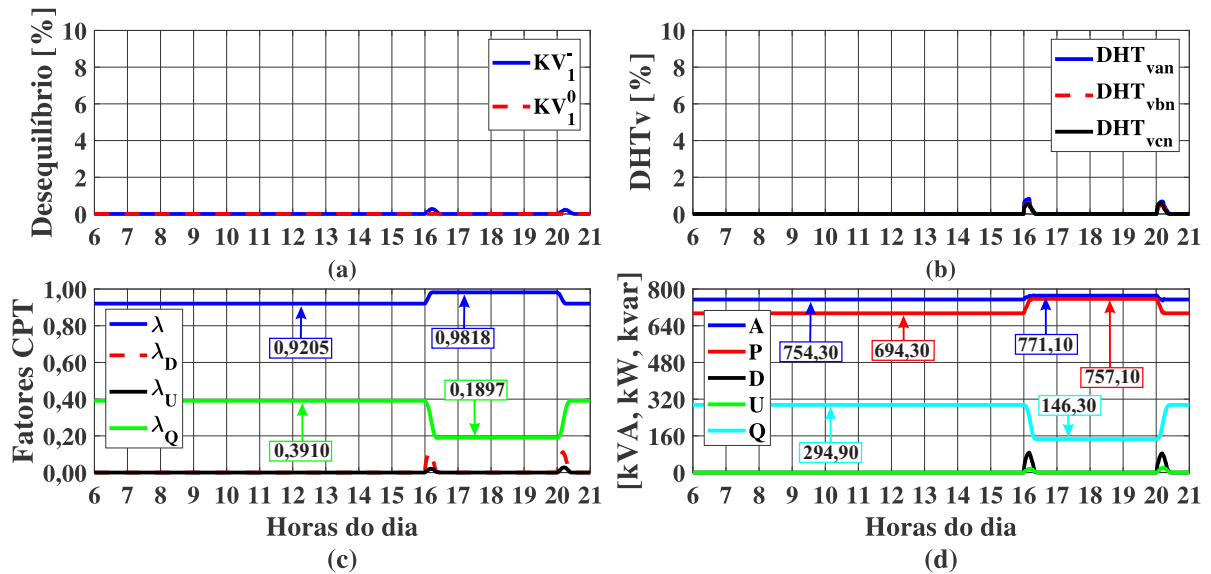 Desequilíbrio [%]
10
8
6
4
2
0
KV⁻₁
KV⁰₁
6 7 8 9 10 11 12 13 14 15 16 17 18 19 20 21
(a)
DHTv [%]
10
8
6
4
2
0
DHT_van
DHT_vbn
DHT_vcn
6 7 8 9 10 11 12 13 14 15 16 17 18 19 20 21
(b)
Fatores CPT
1,00
0,80
0,60
0,40
0,20
0,00
λ
λ_D
λ_U
λ_Q
0,9205
0,9818
0,1897
0,3910
6 7 8 9 10 11 12 13 14 15 16 17 18 19 20 21
Horas do dia
(c)
[kVA, kW, kvar]
800
640
480
320
160
0
A
P
D
U
Q
754,30
694,30
771,10
757,10
146,30
294,90
6 7 8 9 10 11 12 13 14 15 16 17 18 19 20 21
Horas do dia
(d)